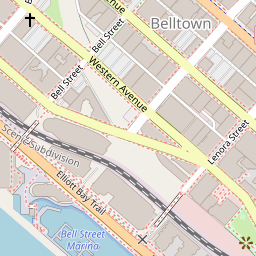 Belltown
Bell Street
Western Avenue
Bell Street
Lenora Street
Scenic Subdivision
Elliott Bay Trail
Bell Street
Marina